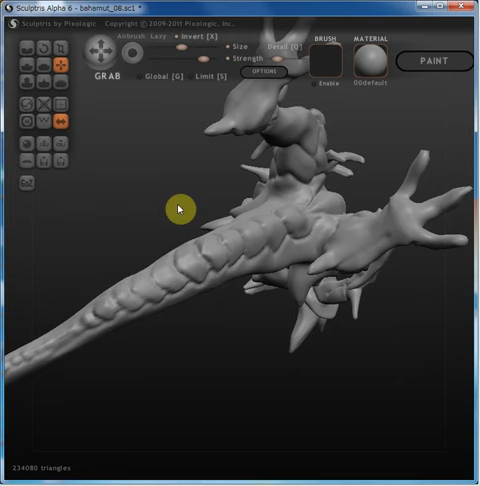 Sculptris Alpha 6 - bahamut_08.sc1 *
Sculptris by Pixologic Copyright © 2009-2011 Pixologic, Inc.
Airbrush Lazy Invert [X]
Size Detail [Q]
Strength
GRAB
Global [G] Limit [S] OPTIONS
BRUSH
Enable
MATERIAL
00default
PAINT
234080 triangles